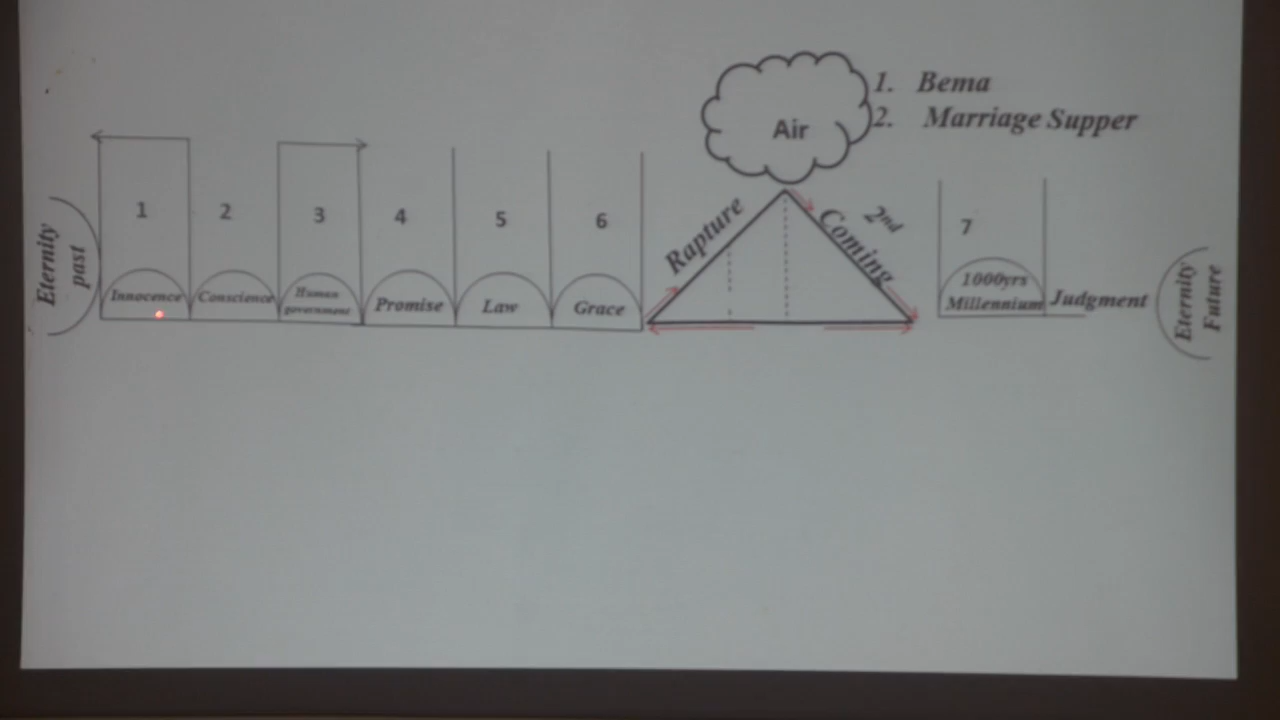 1. Bema
2. Marriage Supper
Air
Eternity
past
1
2
3
4
5
6
Innocence
Conscience
Human
government
Promise
Law
Grace
Rapture
2nd
Coming
7
1000yrs
Millennium
Judgment
Eternity
Future